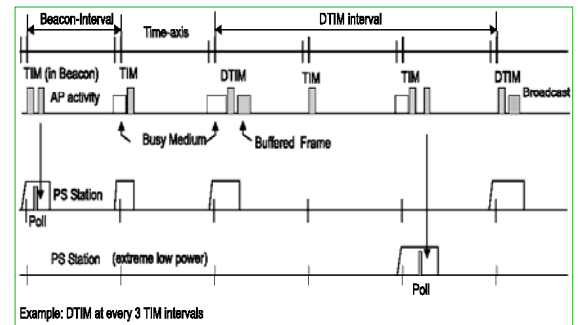 Beacon-Interval
DTIM interval
Time-axis
TIM (in Beacon)
TIM
DTIM
TIM
TIM
DTIM
AP activity
Broadcast
Busy Medium
Buffered Frame
PS Station
Poll
PS Station (extreme low power)
Poll
Example: DTIM at every 3 TIM intervals